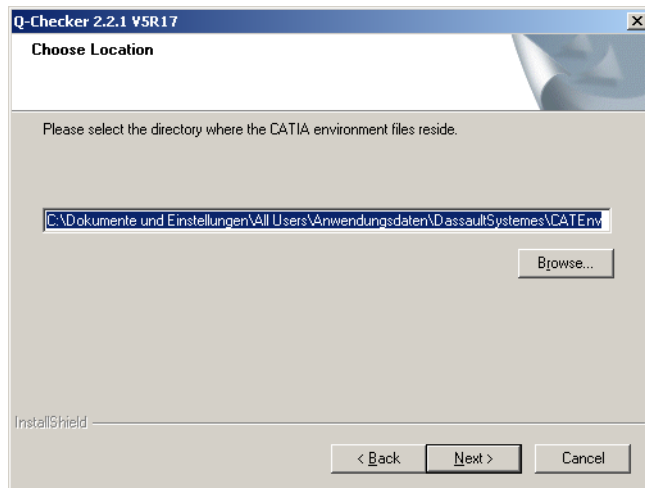 Q-Checker 2.2.1 V5R17
Choose Location
Please select the directory where the CATIA environment files reside.
C:\Dokumente und Einstellungen\All Users\Anwendungsdaten\DassaultSystemes\CATEnv
Browse...
InstallShield
< Back
Next >
Cancel